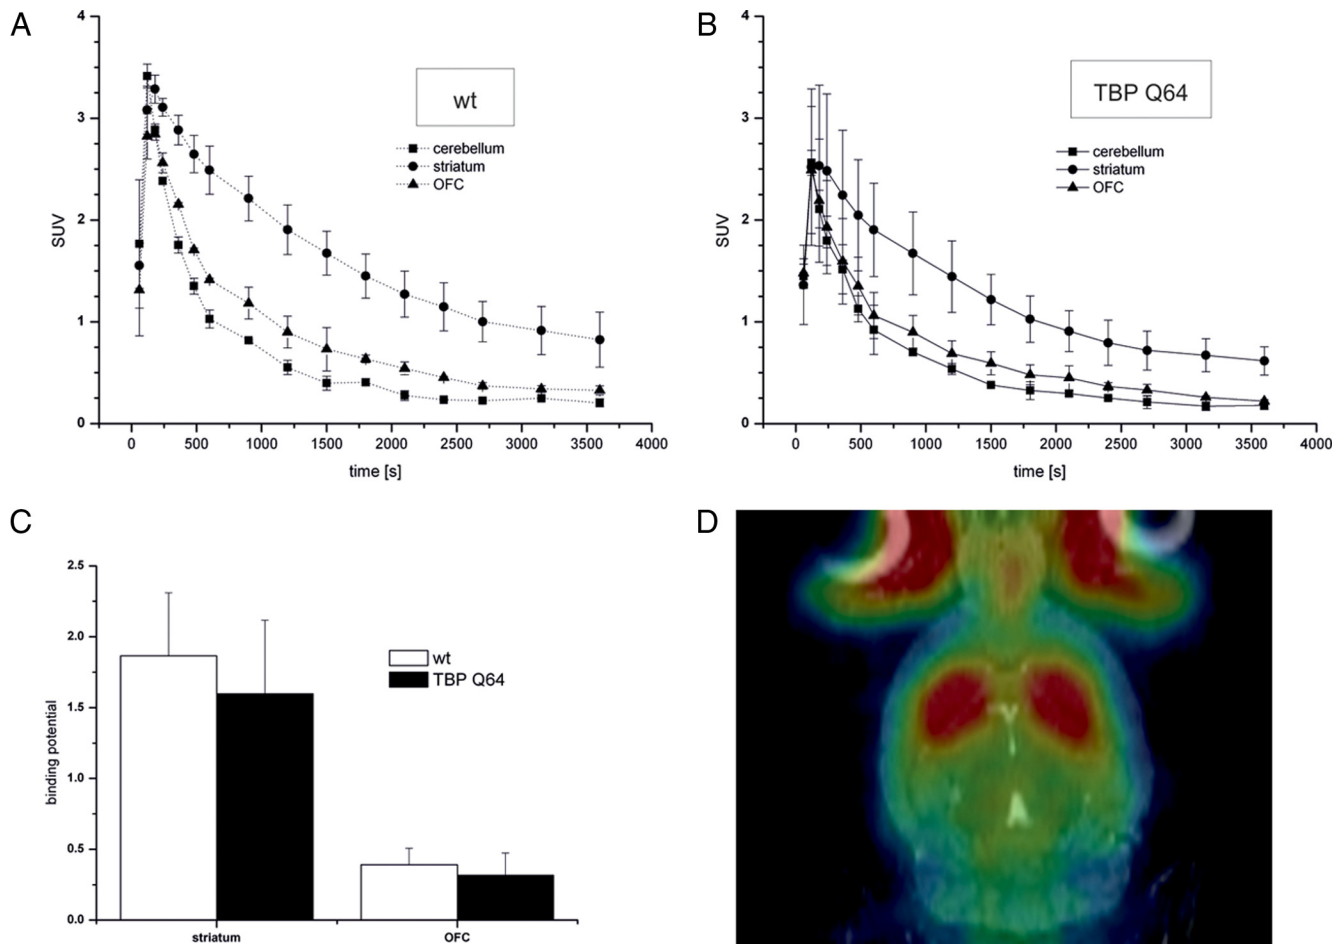 A
4
3
2
1
0
SUV
wt
cerebellum
striatum
OFC
0 500 1000 1500 2000 2500 3000 3500 4000
time [s]
B
4
3
2
1
0
SUV
TBP Q64
cerebellum
striatum
OFC
0 500 1000 1500 2000 2500 3000 3500 4000
time [s]
C
2.5
2.0
1.5
1.0
0.5
0.0
binding potential
wt
TBP Q64
striatum OFC
D